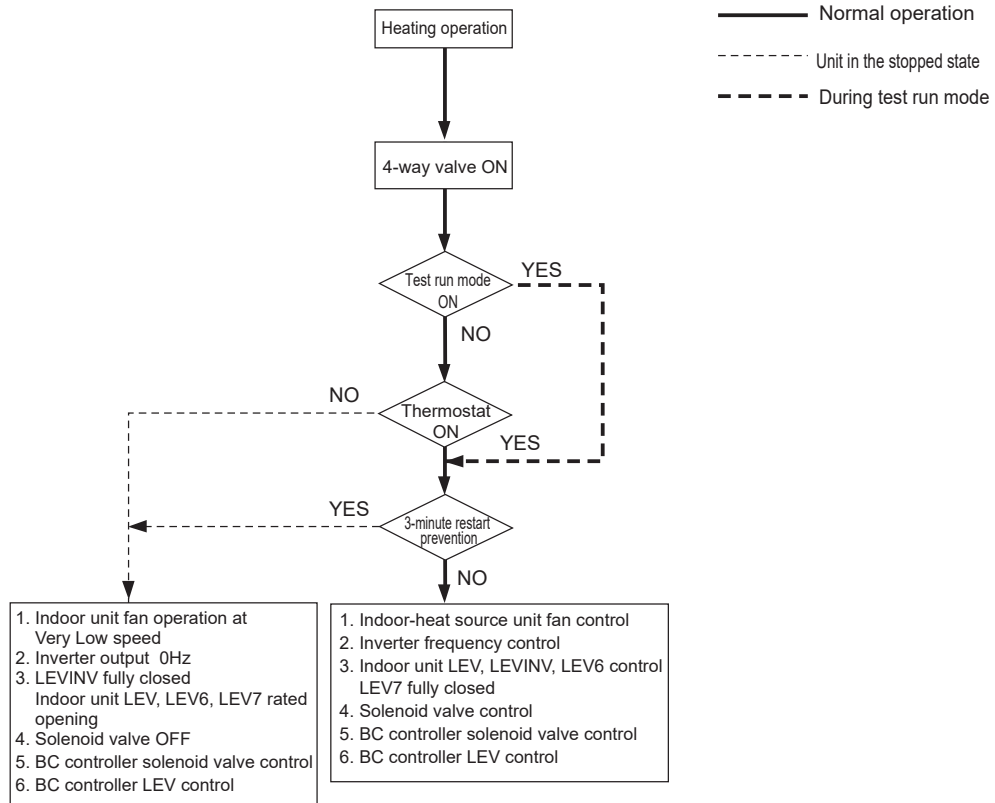 Heating operation
Normal operation
Unit in the stopped state
During test run mode
4-way valve ON
Test run mode
ON
YES
NO
NO
Thermostat
ON
YES
YES
3-minute restart
prevention
NO
1. Indoor unit fan operation at
Very Low speed
2. Inverter output 0Hz
3. LEVINV fully closed
Indoor unit LEV, LEV6, LEV7 rated
opening
4. Solenoid valve OFF
5. BC controller solenoid valve control
6. BC controller LEV control
1. Indoor-heat source unit fan control
2. Inverter frequency control
3. Indoor unit LEV, LEVINV, LEV6 control
LEV7 fully closed
4. Solenoid valve control
5. BC controller solenoid valve control
6. BC controller LEV control